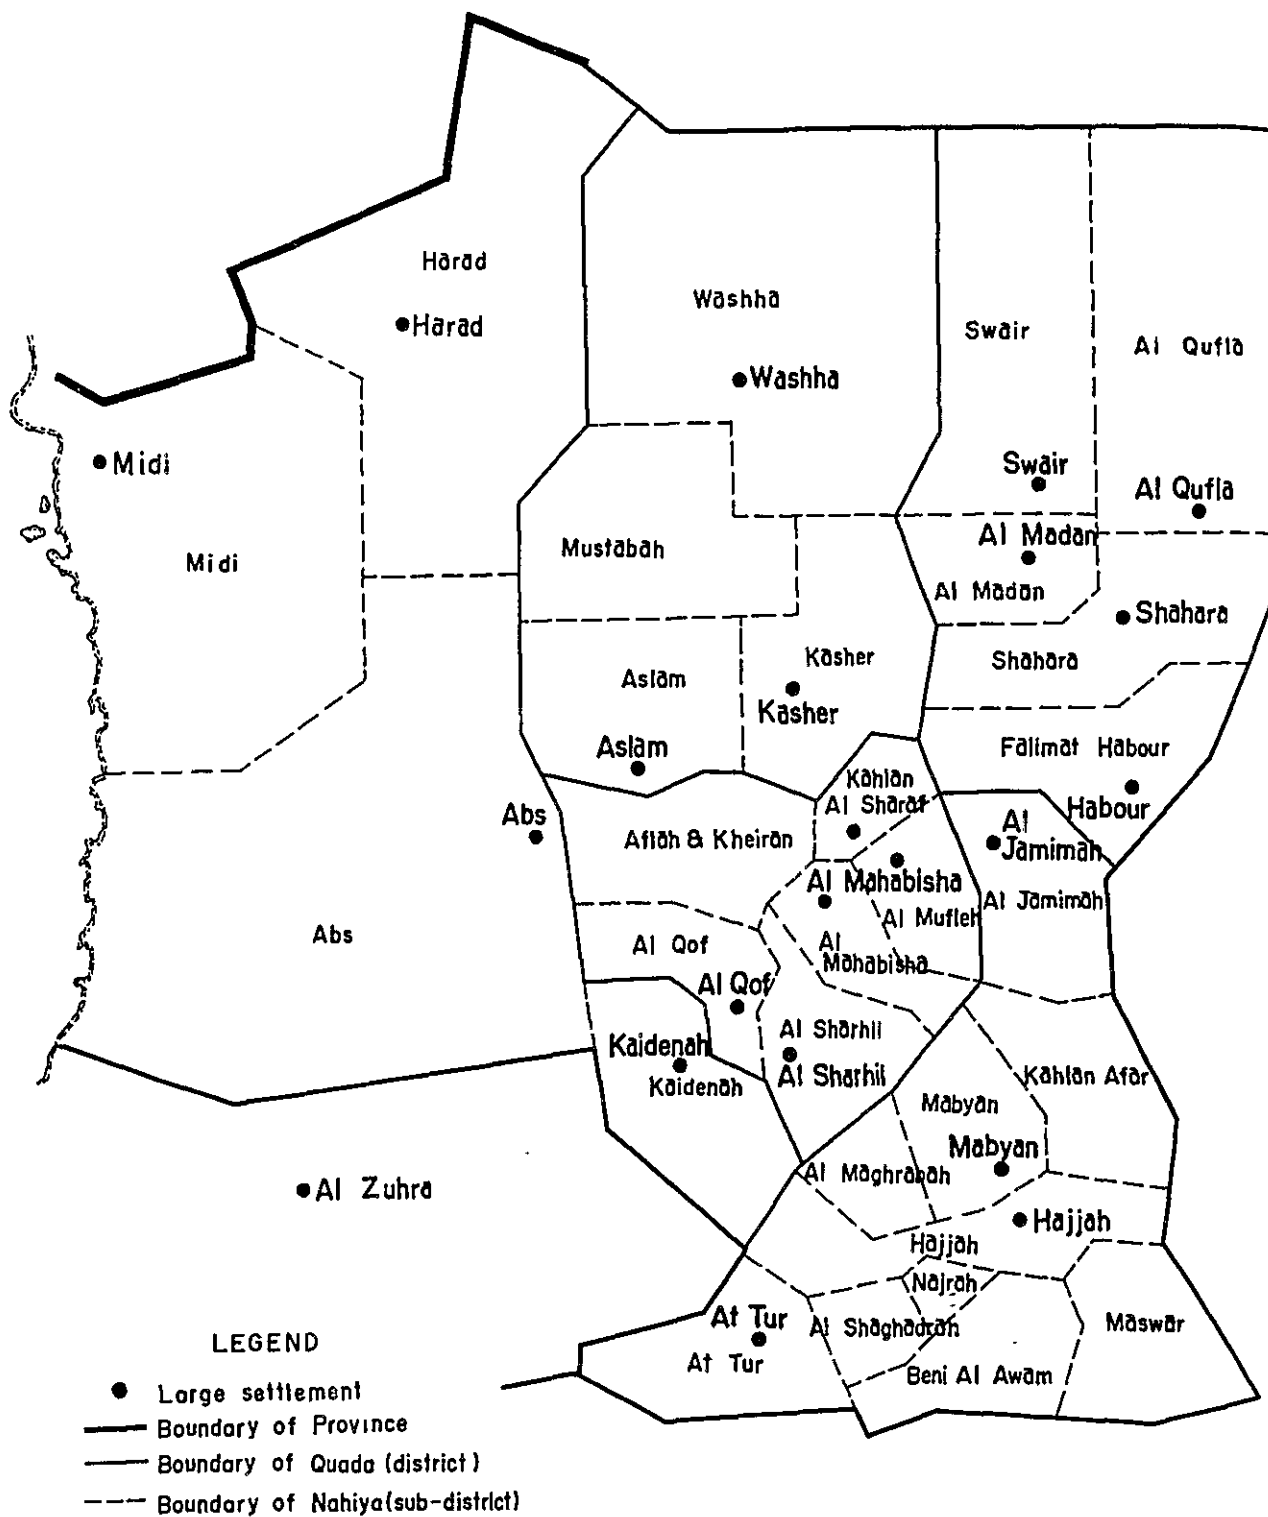 Harad
Harad
Washha
Washha
Swair
Al Qufla
Midi
Swair
Al Qufla
Midi
Mustabah
Al Madan
Al Madan
Shahara
Shahara
Aslam
Kasher
Kasher
Aslam
Falimat Habour
Habour
Kahlan
Al Sharaf
Abs
Aflah & Kheiran
Al
Jamimah
Al Mahabisha
Al Mufleh
Al Jamimah
Abs
Al Qof
Al
Mahabisha
Al Qof
Al Sharhil
Kaidenah
Kaidenah
Al Sharhil
Kahlan Afar
Mabyan
Mabyan
Al Maghrabah
Al Zuhra
Hajjah
Hajjah
Najrah
At Tur
Al Shaghadrah
Maswar
At Tur
Beni Al Awam
LEGEND
Large settlement
Boundary of Province
Boundary of Quada (district)
Boundary of Nahiya(sub-district)